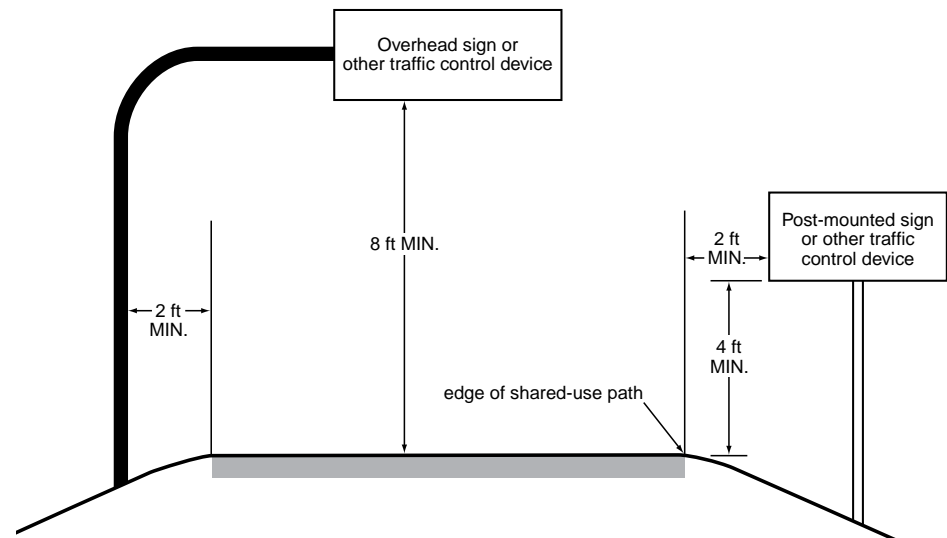 Overhead sign or
other traffic control device
8 ft MIN.
2 ft
MIN.
Post-mounted sign
or other traffic
control device
2 ft
MIN.
4 ft
MIN.
edge of shared-use path